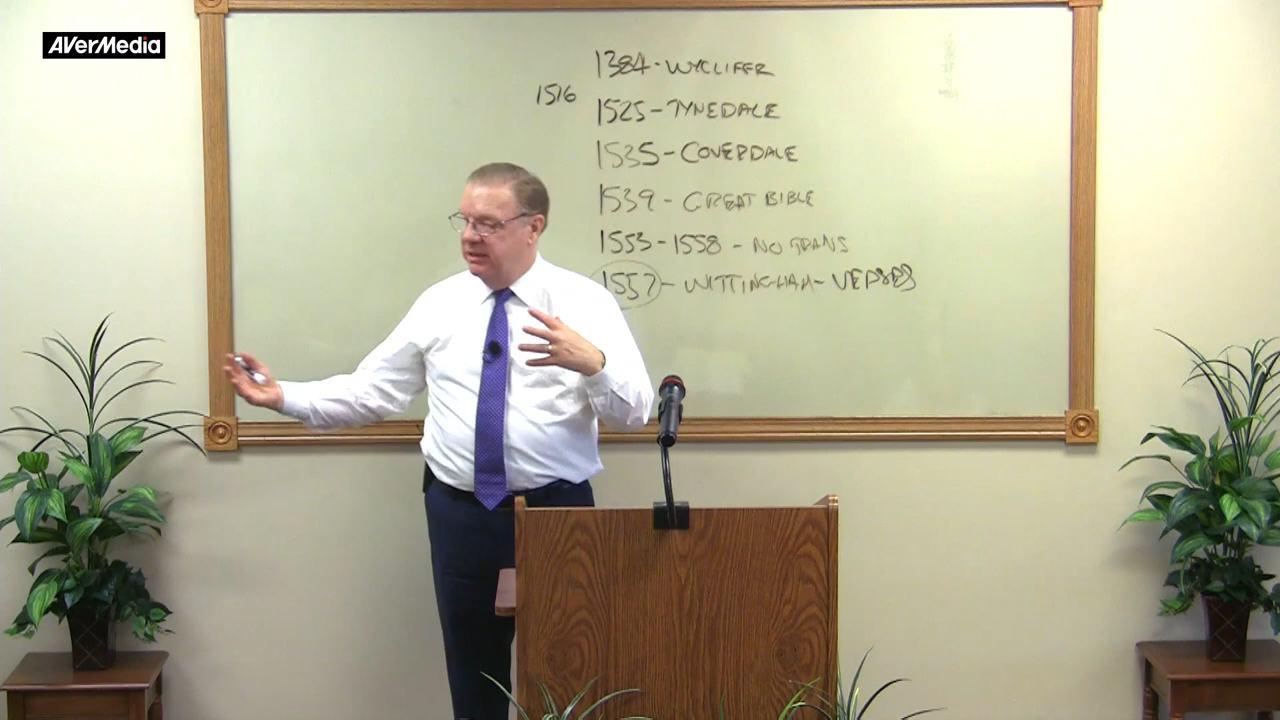 AVerMedia
1384 - WYCLIFFE
1516
1525 - TYNEDALE
1535 - COVERDALE
1539 - GREAT BIBLE
1553 - 1558 - NO TRANS
1557 - WITTINGHAM - VERSES